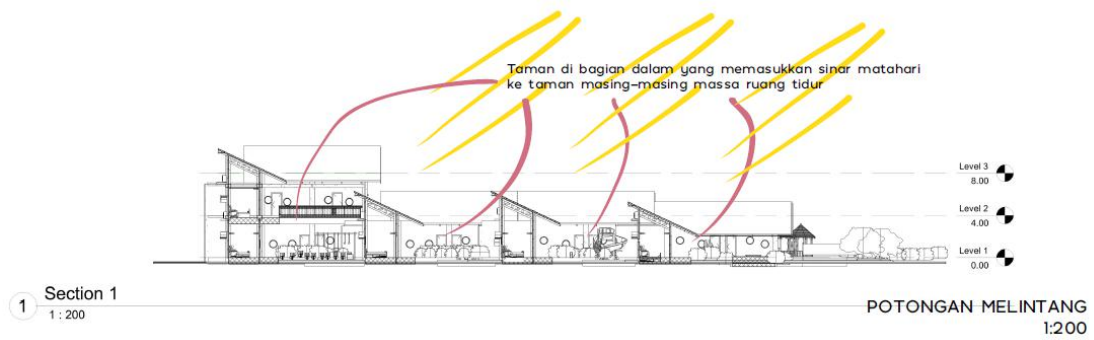 Taman di bagian dalam yang memasukkan sinar matahari
ke taman masing-masing massa ruang tidur
Level 3
8.00
Level 2
4.00
Level 1
0.00
1
Section 1
1 : 200
POTONGAN MELINTANG
1:200